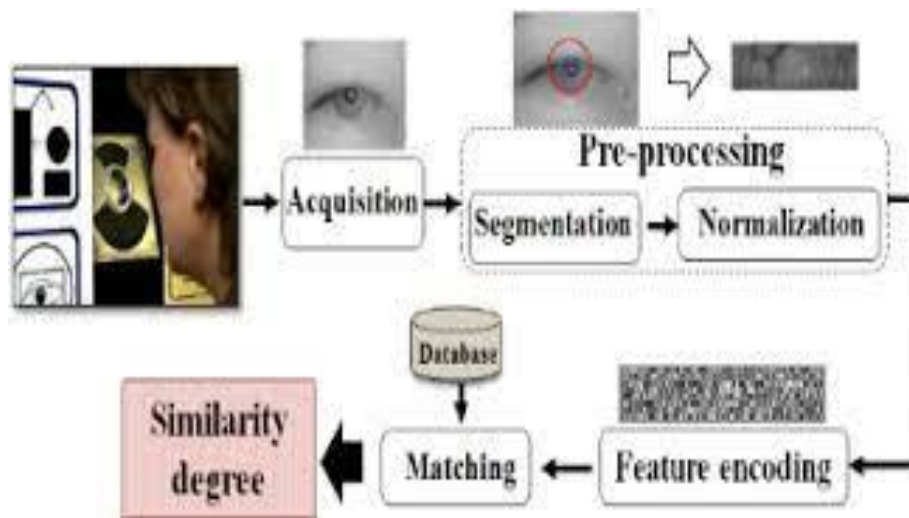 Acquisition
Pre-processing
Segmentation
Normalization
Database
Similarity
degree
Matching
Feature encoding